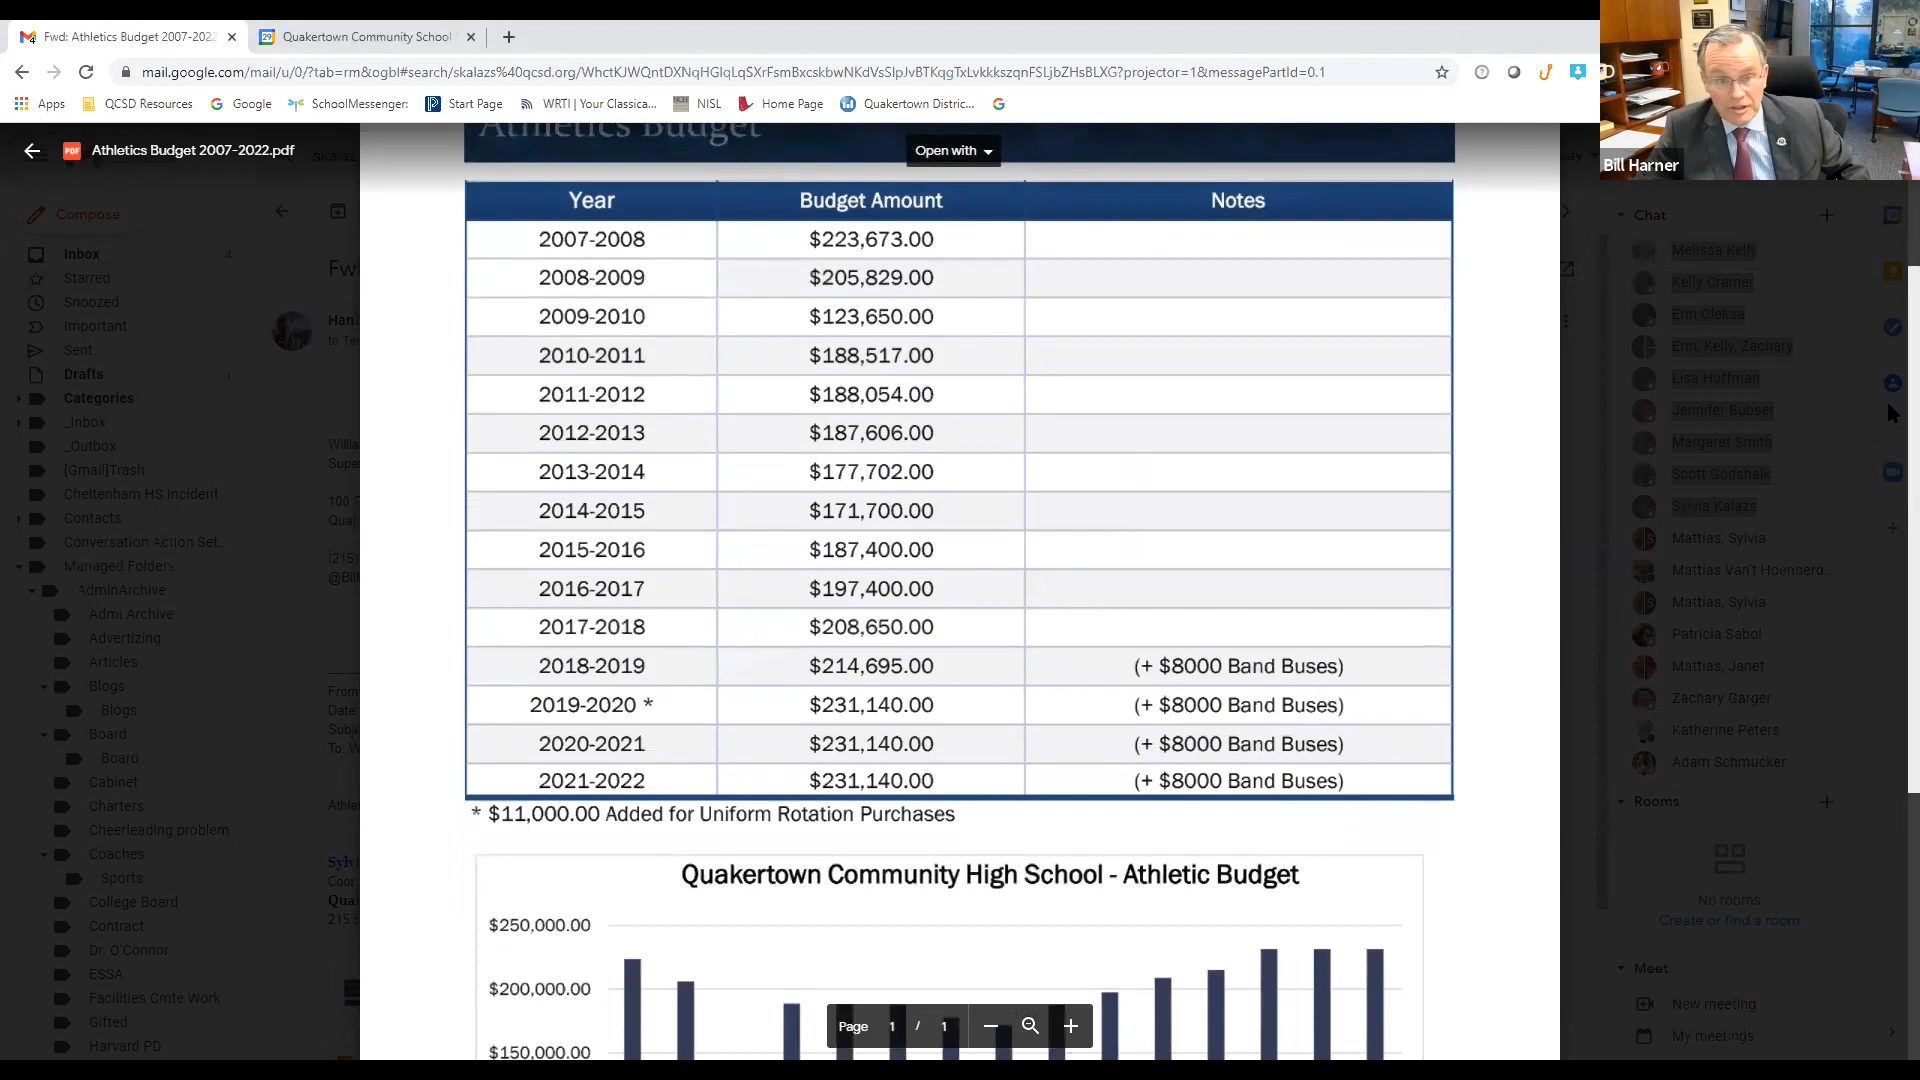 Fwd: Athletics Budget 2007-2022
Quakertown Community School
mail.google.com/mail/u/0/?tab=rm&ogbl#search/skalazs%40qcsd.org/WhctKJWQntDXNqHGlqLqSXrFsmBxcskbwNKdVsSlpJvBTKqgTxLvkkkszqnFSLjbZHsBLXG?projector=1&messagePartId=0.1
Apps QCSD Resources Google SchoolMessenger: Start Page WRTI | Your Classica... NISL Home Page Quakertown Distric...
Bill Harner
Athletics Budget 2007-2022.pdf
Open with
Athletics Budget
Year Budget Amount Notes
2007-2008 $223,673.00
2008-2009 $205,829.00
2009-2010 $123,650.00
2010-2011 $188,517.00
2011-2012 $188,054.00
2012-2013 $187,606.00
2013-2014 $177,702.00
2014-2015 $171,700.00
2015-2016 $187,400.00
2016-2017 $197,400.00
2017-2018 $208,650.00
2018-2019 $214,695.00 (+ $8000 Band Buses)
2019-2020 * $231,140.00 (+ $8000 Band Buses)
2020-2021 $231,140.00 (+ $8000 Band Buses)
2021-2022 $231,140.00 (+ $8000 Band Buses)
* $11,000.00 Added for Uniform Rotation Purchases
Quakertown Community High School - Athletic Budget
$250,000.00
$200,000.00
$150,000.00
Page 1 / 1
Compose
Inbox 4
Starred
Snoozed
Important
Sent
Drafts
Categories
_Inbox
_Outbox
[Gmail]Trash
Cheltenham HS Incident
Contacts
Conversation Action Set..
Managed Folders
AdminArchive
Admi Archive
Advertizing
Articles
Blogs
Blogs
Board
Board
Cabinet
Charters
Cheerleading problem
Coaches
Sports
College Board
Contract
Dr. O'Connor
ESSA
Facilities Cmte Work
Gifted
Harvard PD
Chat
Melissa Kelly
Kelly Cramer
Erin Oleksa
Erin, Kelly, Zachary
Lisa Hoffman
Jennifer Bubser
Margaret Smith
Scott Godshalk
Sylvia Kalazs
Mattias, Sylvia
Mattias Van't Hoenderd...
Mattias, Sylvia
Patricia Sabol
Mattias, Janet
Zachary Garger
Katherine Peters
Adam Schmucker
Rooms
No rooms
Create or find a room
Meet
New meeting
My meetings